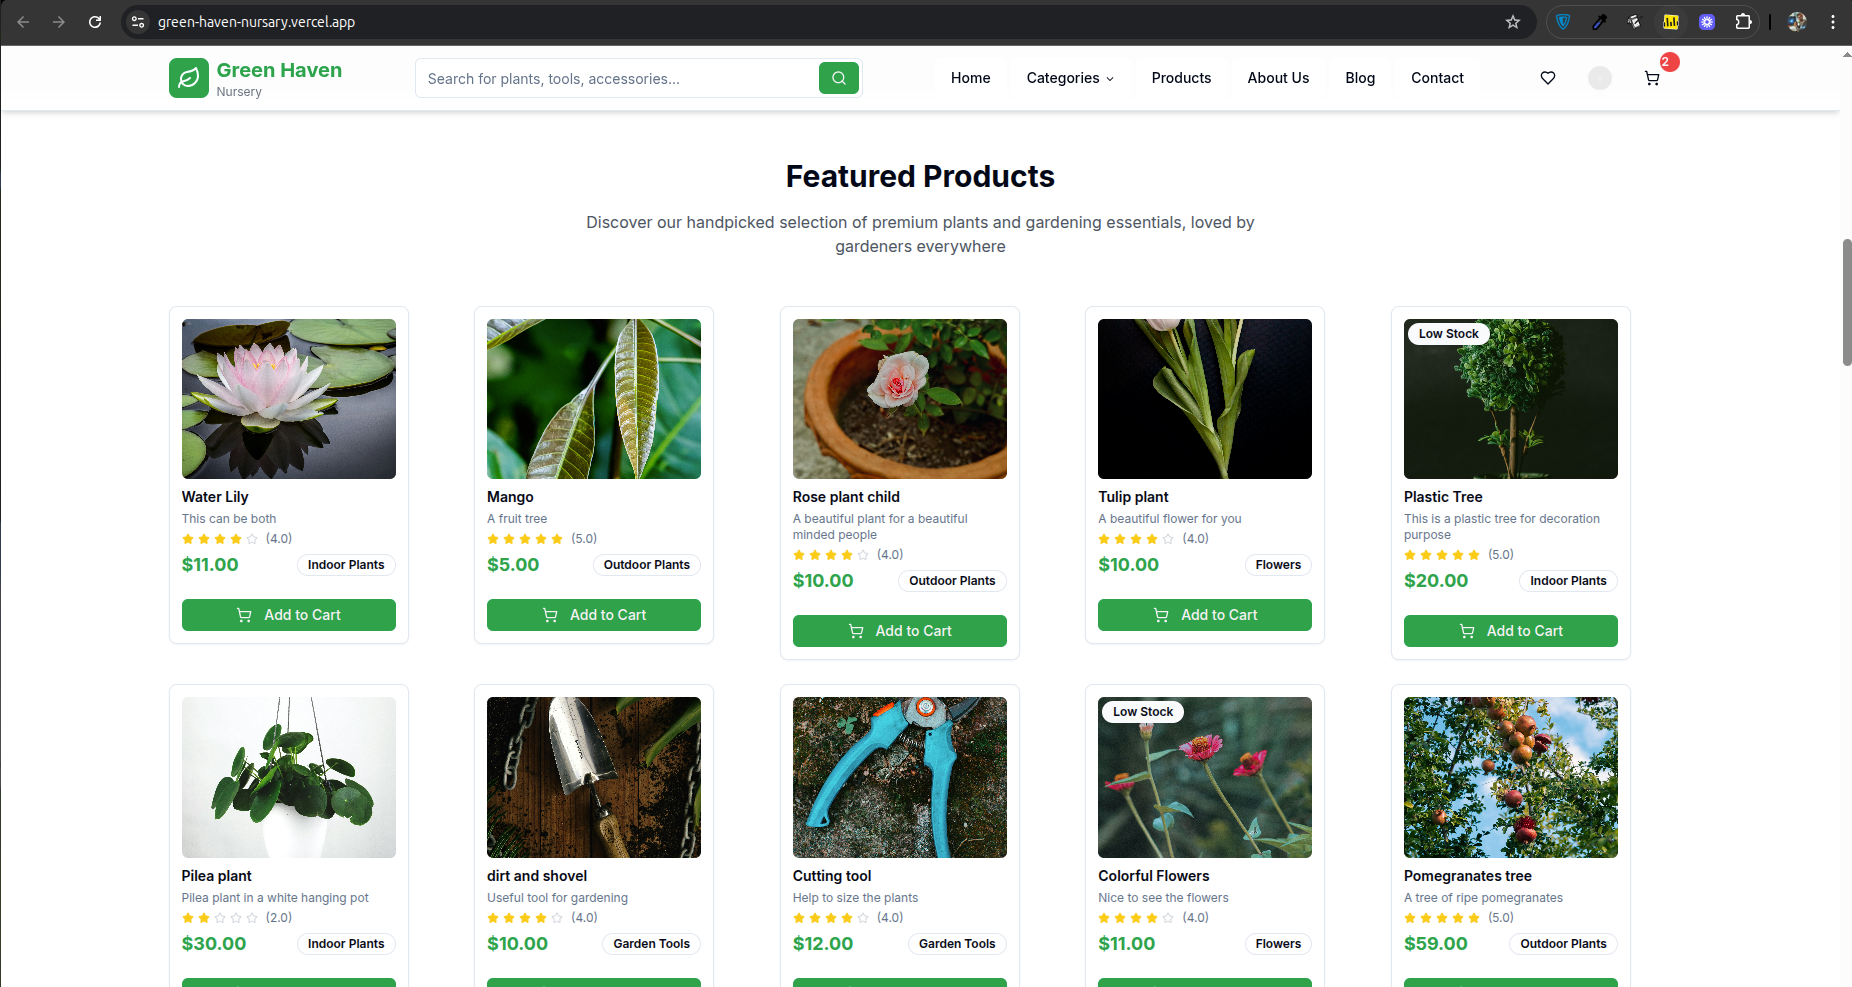 green-haven-nursary.vercel.app
Green Haven
Nursery
Search for plants, tools, accessories...
Home
Categories
Products
About Us
Blog
Contact
2
Featured Products
Discover our handpicked selection of premium plants and gardening essentials, loved by
gardeners everywhere
Water Lily
This can be both
(4.0)
$11.00
Indoor Plants
Add to Cart
Mango
A fruit tree
(5.0)
$5.00
Outdoor Plants
Add to Cart
Rose plant child
A beautiful plant for a beautiful
minded people
(4.0)
$10.00
Outdoor Plants
Add to Cart
Tulip plant
A beautiful flower for you
(4.0)
$10.00
Flowers
Add to Cart
Low Stock
Plastic Tree
This is a plastic tree for decoration
purpose
(5.0)
$20.00
Indoor Plants
Add to Cart
Pilea plant
Pilea plant in a white hanging pot
(2.0)
$30.00
Indoor Plants
dirt and shovel
Useful tool for gardening
(4.0)
$10.00
Garden Tools
Cutting tool
Help to size the plants
(4.0)
$12.00
Garden Tools
Low Stock
Colorful Flowers
Nice to see the flowers
(4.0)
$11.00
Flowers
Pomegranates tree
A tree of ripe pomegranates
(5.0)
$59.00
Outdoor Plants